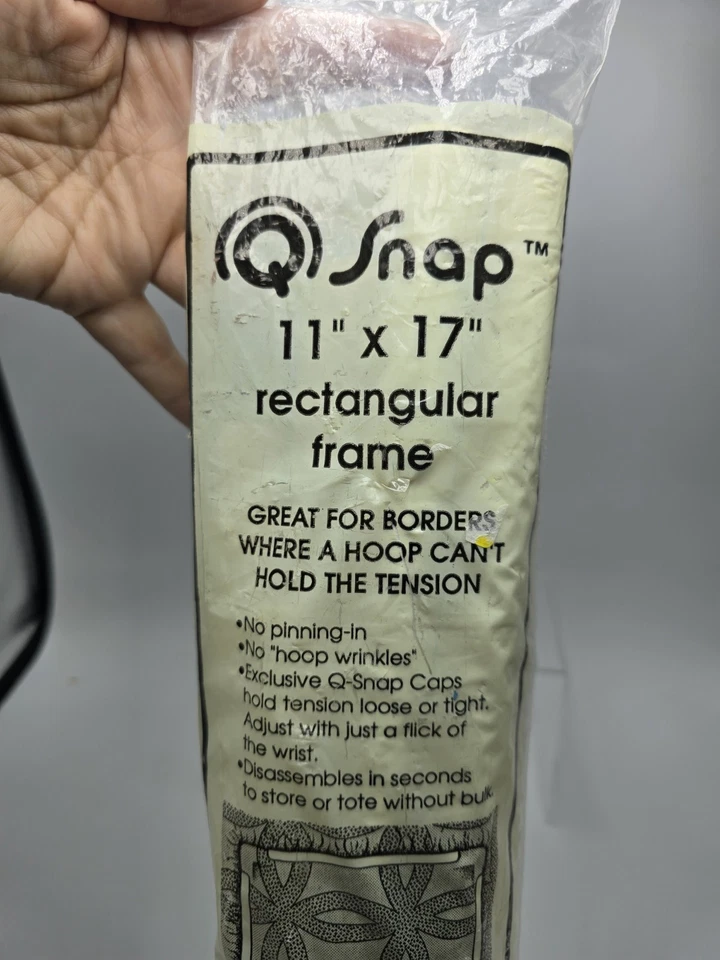 Q Snap™
11" x 17"
rectangular
frame
GREAT FOR BORDERS
WHERE A HOOP CAN'T
HOLD THE TENSION
•No pinning-in
•No "hoop wrinkles"
•Exclusive Q-Snap Caps
hold tension loose or tight.
Adjust with just a flick of
the wrist.
•Disassembles in seconds
to store or tote without bulk.